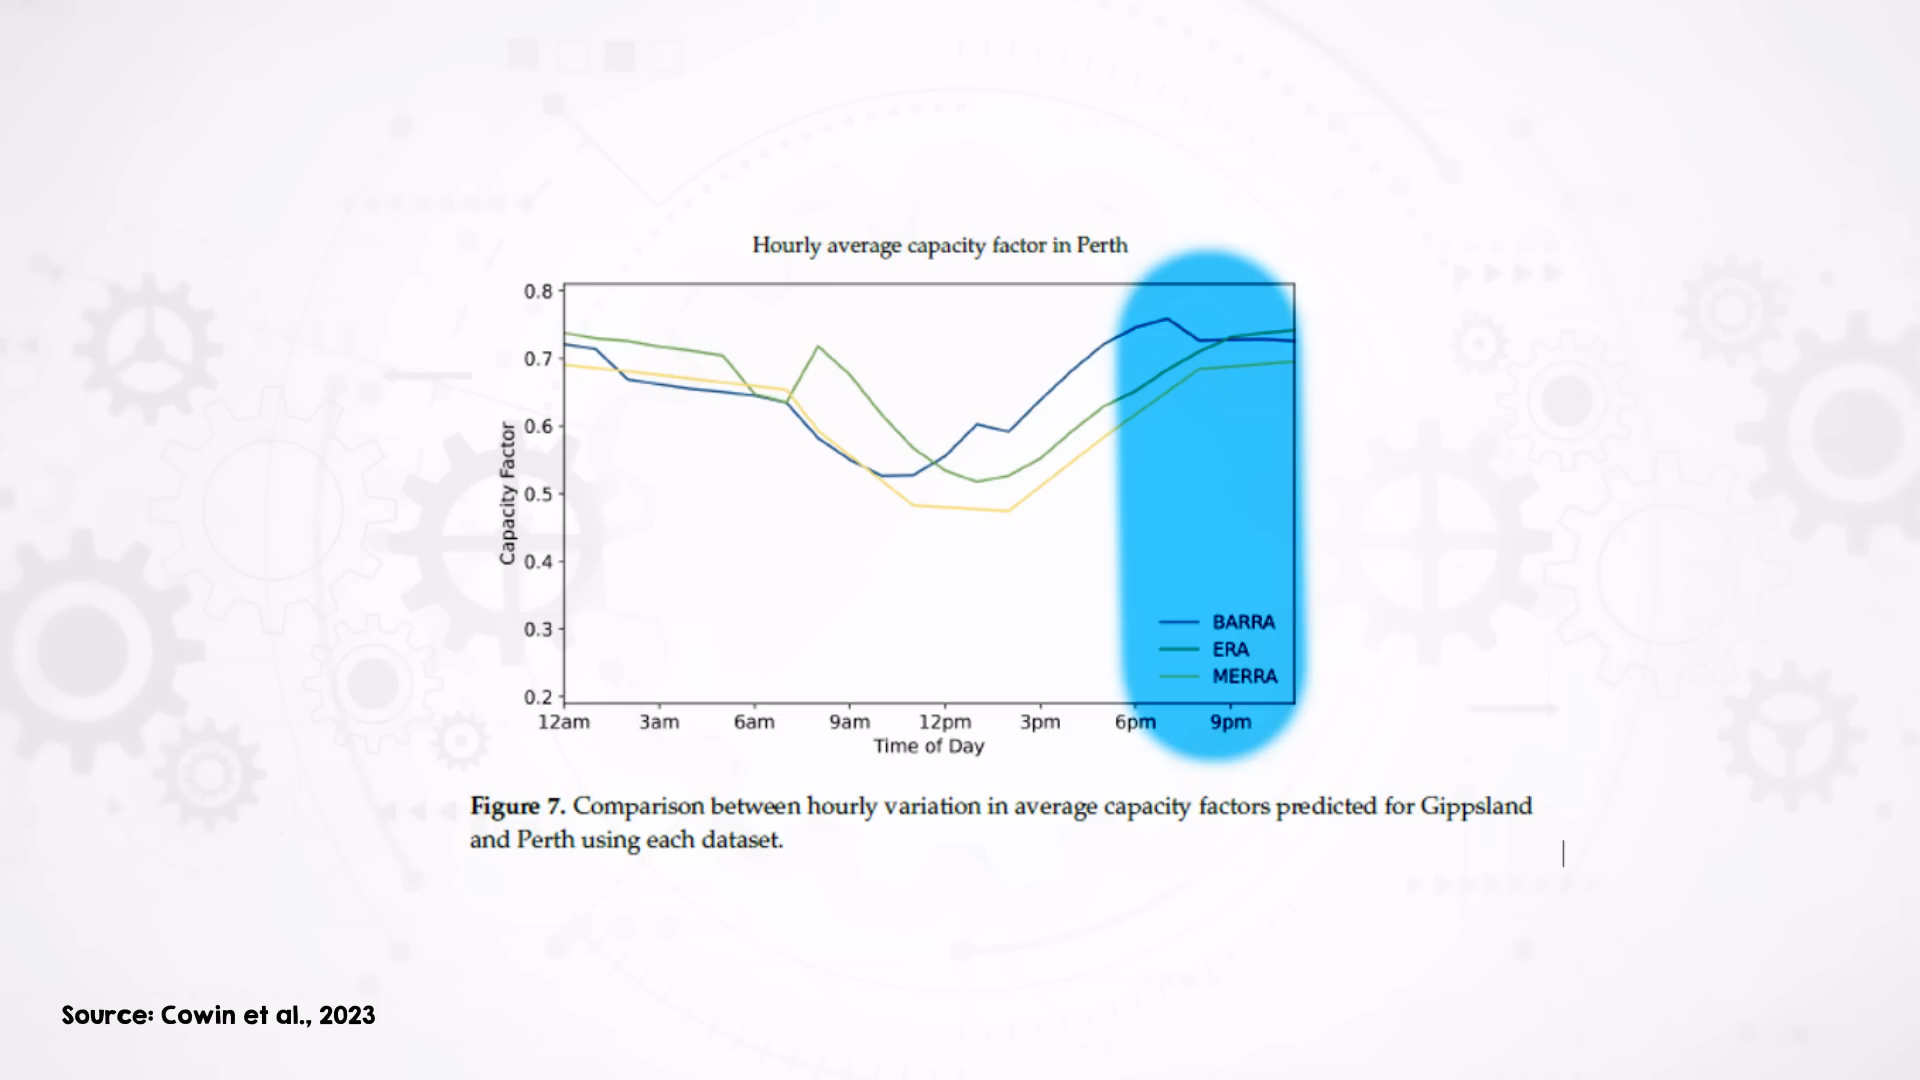 Hourly average capacity factor in Perth
0.8
0.7
0.6
0.5
0.4
0.3
0.2
Capacity Factor
BARRA
ERA
MERRA
12am 3am 6am 9am 12pm 3pm 6pm 9pm
Time of Day
Figure 7. Comparison between hourly variation in average capacity factors predicted for Gippsland
and Perth using each dataset.
Source: Cowin et al., 2023